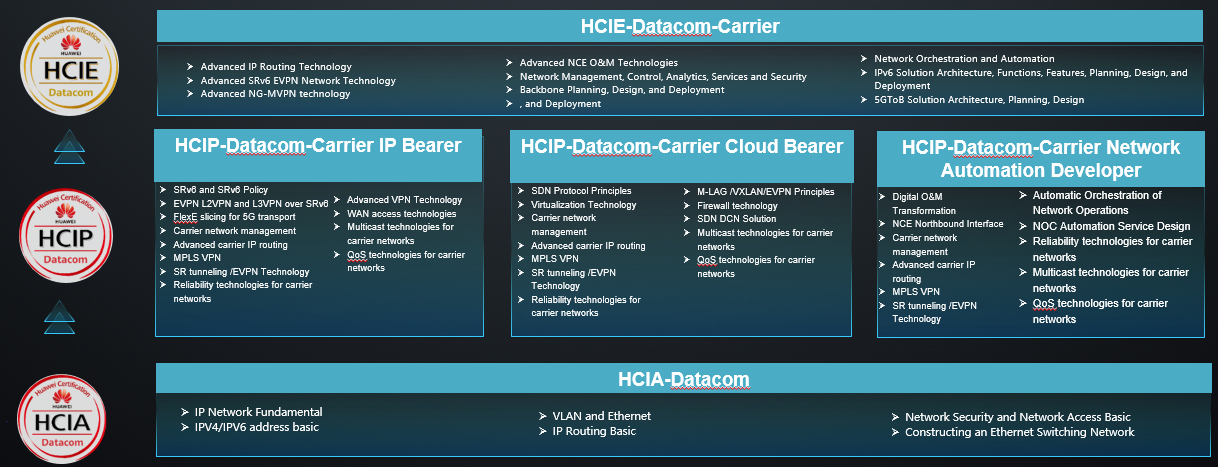 Huawei Certification
HUAWEI
HCIE
Datacom
HCIE-Datacom-Carrier
➤ Advanced IP Routing Technology
➤ Advanced SRv6 EVPN Network Technology
➤ Advanced NG-MVPN technology
➤ Advanced NCE O&M Technologies
➤ Network Management, Control, Analytics, Services and Security
➤ Backbone Planning, Design, and Deployment
➤ , and Deployment
➤ Network Orchestration and Automation
➤ IPv6 Solution Architecture, Functions, Features, Planning, Design, and
Deployment
➤ 5GToB Solution Architecture, Planning, Design
Huawei Certification
HUAWEI
HCIP
Datacom
HCIP-Datacom-Carrier IP Bearer
➤ SRv6 and SRv6 Policy
➤ EVPN L2VPN and L3VPN over SRv6
➤ FlexE slicing for 5G transport
➤ Carrier network management
➤ Advanced carrier IP routing
➤ MPLS VPN
➤ SR tunneling /EVPN Technology
➤ Reliability technologies for carrier
networks
➤ Advanced VPN Technology
➤ WAN access technologies
➤ Multicast technologies for
carrier networks
➤ QoS technologies for carrier
networks
HCIP-Datacom-Carrier Cloud Bearer
➤ SDN Protocol Principles
➤ Virtualization Technology
➤ Carrier network
management
➤ Advanced carrier IP routing
➤ MPLS VPN
➤ SR tunneling /EVPN
Technology
➤ Reliability technologies for
carrier networks
➤ M-LAG /VXLAN/EVPN Principles
➤ Firewall technology
➤ SDN DCN Solution
➤ Multicast technologies for carrier
networks
➤ QoS technologies for carrier
networks
HCIP-Datacom-Carrier Network
Automation Developer
➤ Digital O&M
Transformation
➤ NCE Northbound Interface
➤ Carrier network
management
➤ Advanced carrier IP
routing
➤ MPLS VPN
➤ SR tunneling /EVPN
Technology
➤ Automatic Orchestration of
Network Operations
➤ NOC Automation Service Design
➤ Reliability technologies for carrier
networks
➤ Multicast technologies for carrier
networks
➤ QoS technologies for carrier
networks
Huawei Certification
HUAWEI
HCIA
Datacom
HCIA-Datacom
➤ IP Network Fundamental
➤ IPV4/IPV6 address basic
➤ VLAN and Ethernet
➤ IP Routing Basic
➤ Network Security and Network Access Basic
➤ Constructing an Ethernet Switching Network